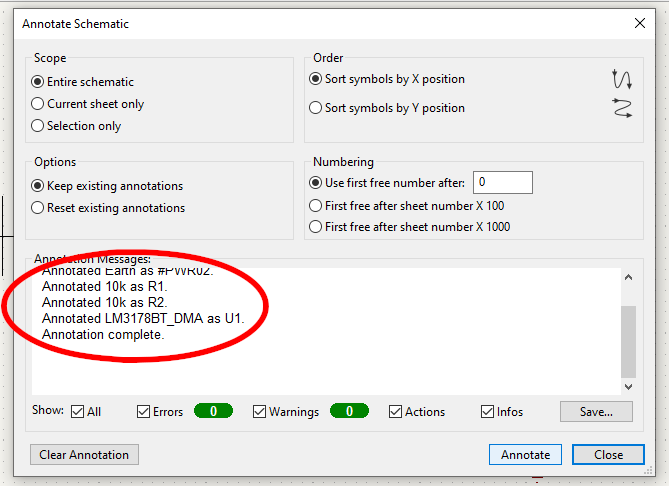 Annotate Schematic
Scope
Entire schematic
Current sheet only
Selection only
Order
Sort symbols by X position
Sort symbols by Y position
Options
Keep existing annotations
Reset existing annotations
Numbering
Use first free number after: 0
First free after sheet number X 100
First free after sheet number X 1000
Annotation Messages:
Annotated Earth as #PWR02.
Annotated 10k as R1.
Annotated 10k as R2.
Annotated LM3178BT_DMA as U1.
Annotation complete.
Show: All Errors 0 Warnings 0 Actions Infos Save...
Clear Annotation Annotate Close